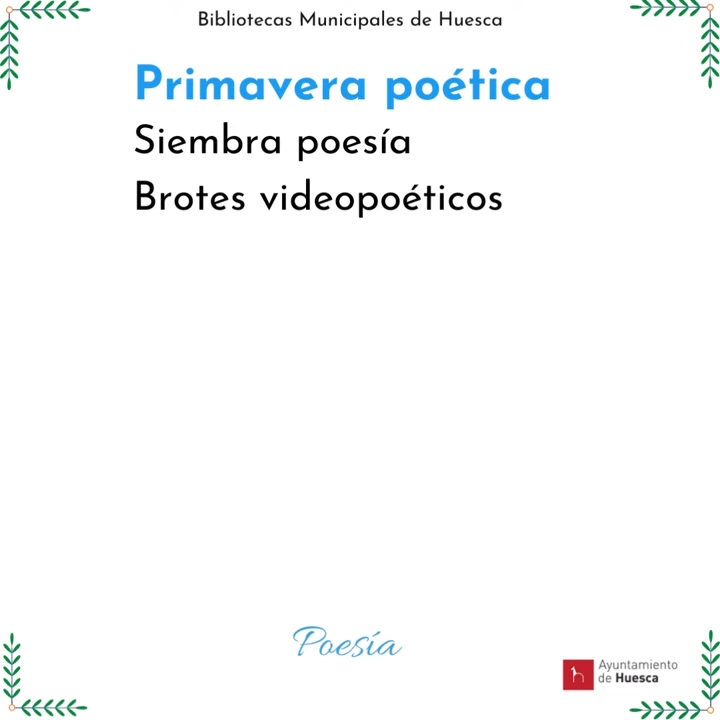 Bibliotecas Municipales de Huesca
Primavera poética
Siembra poesía
Brotes videopoéticos
Poesía
Ayuntamiento
de Huesca